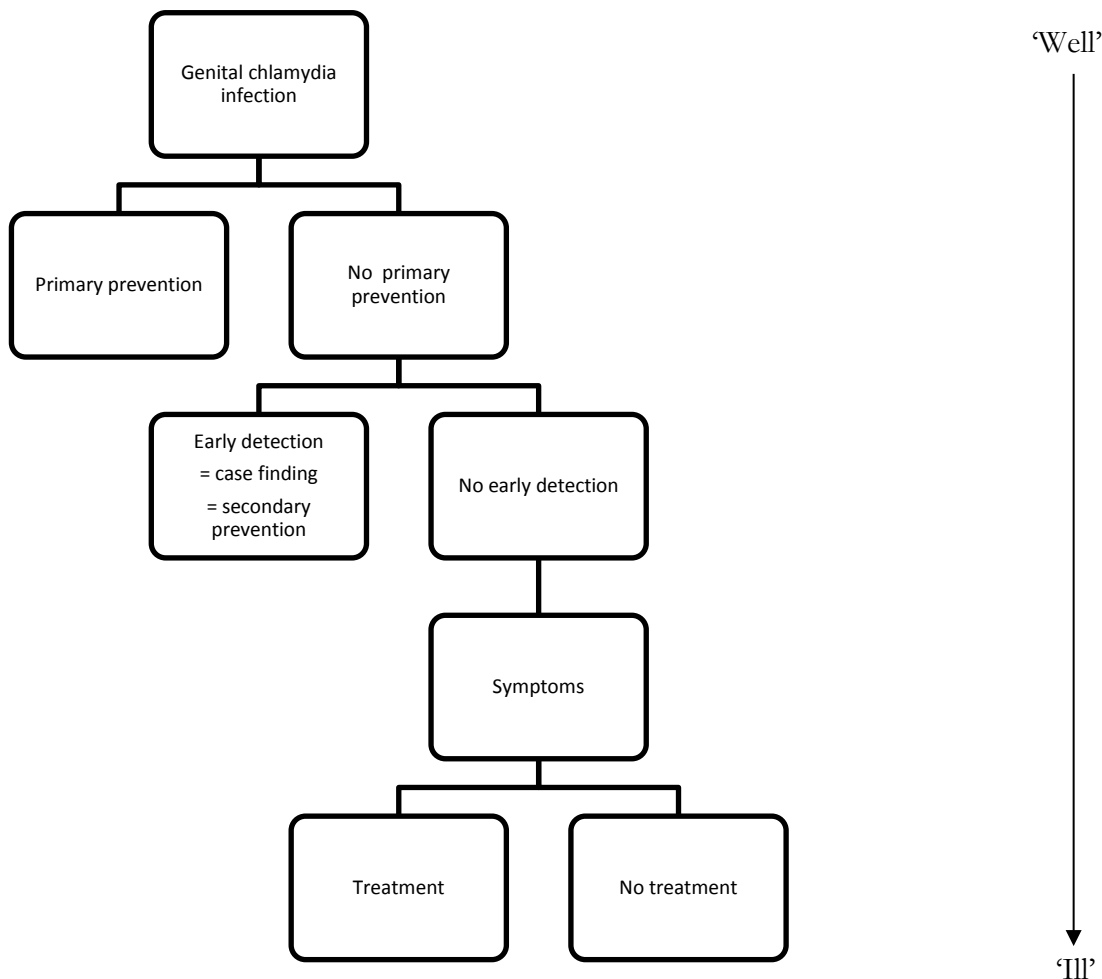 ‘Well’
Genital chlamydia
infection
Primary prevention
No primary
prevention
Early detection
= case finding
= secondary
prevention
No early detection
Symptoms
Treatment
No treatment
‘Ill’